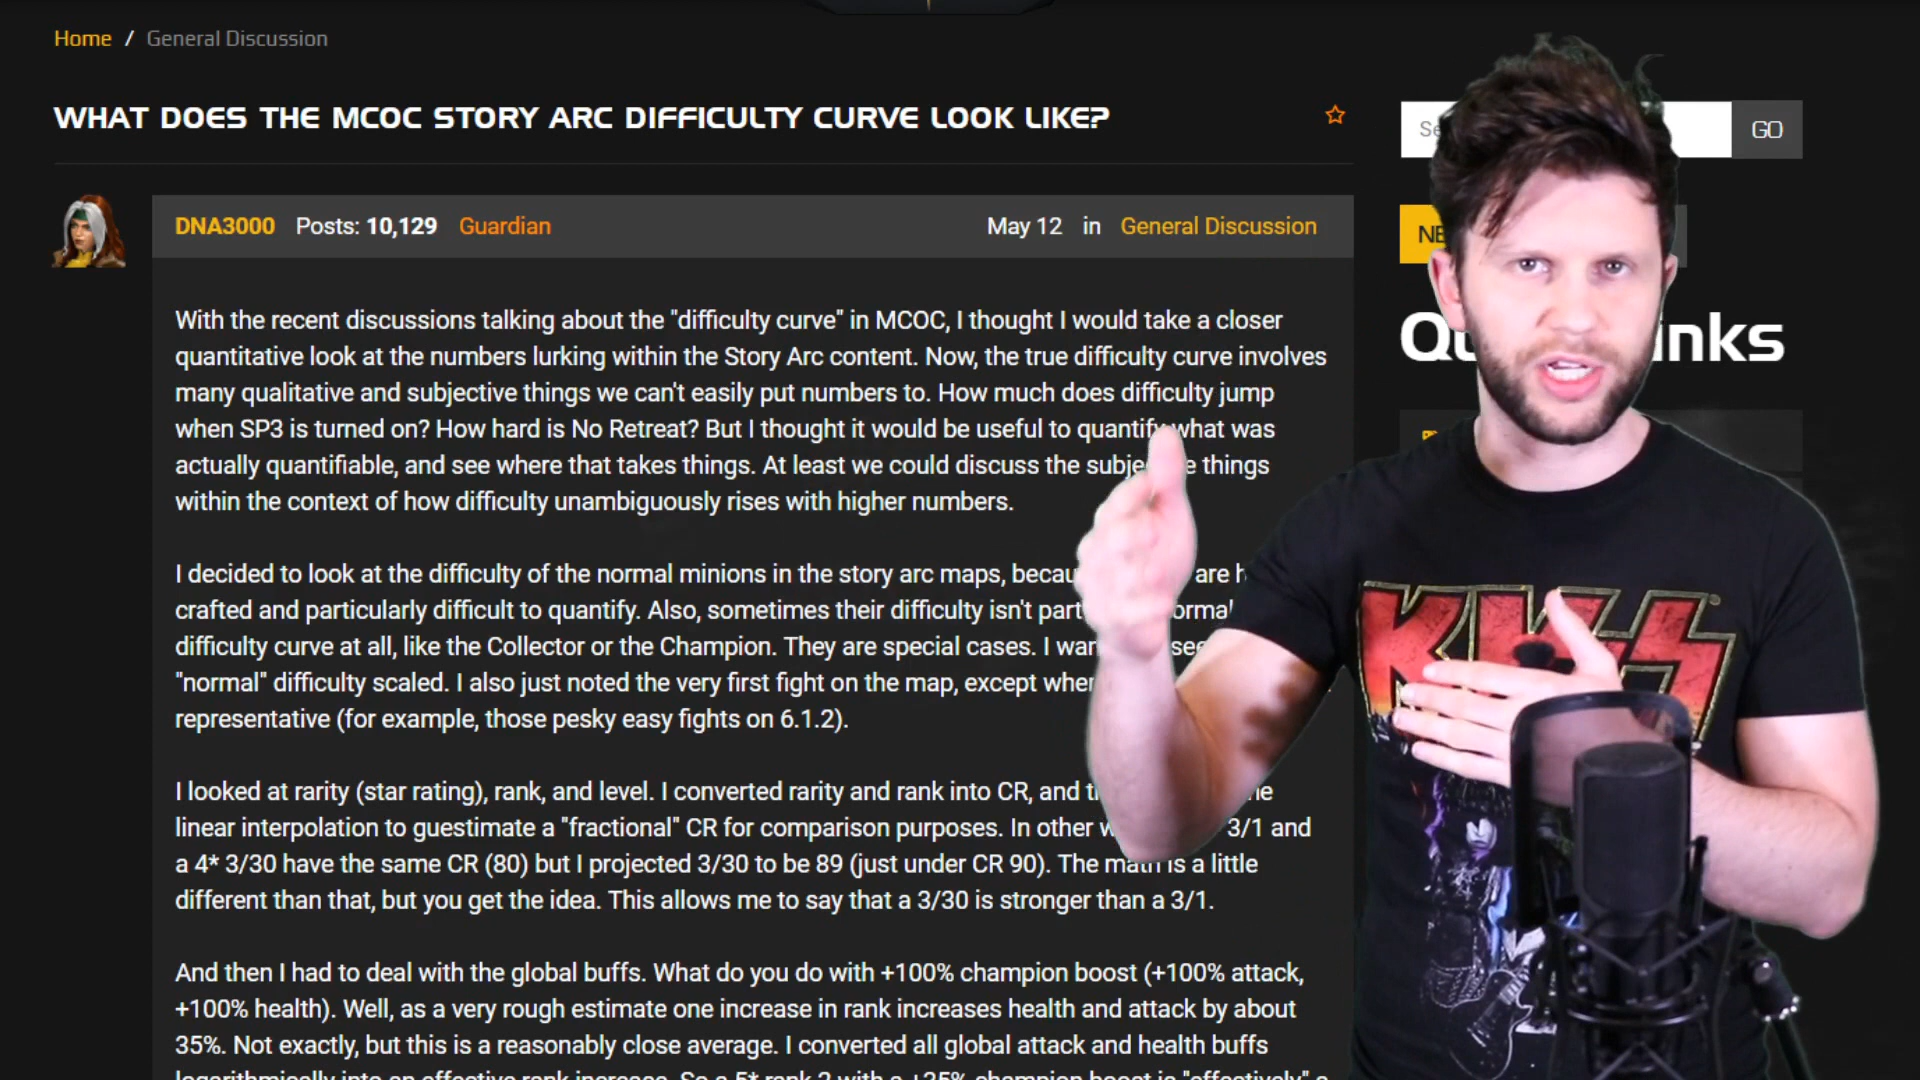 Home / General Discussion
WHAT DOES THE MCOC STORY ARC DIFFICULTY CURVE LOOK LIKE?
GO
DNA3000 Posts: 10,129 Guardian May 12 in General Discussion
With the recent discussions talking about the "difficulty curve" in MCOC, I thought I would take a closer
quantitative look at the numbers lurking within the Story Arc content. Now, the true difficulty curve involves
many qualitative and subjective things we can't easily put numbers to. How much does difficulty jump
when SP3 is turned on? How hard is No Retreat? But I thought it would be useful to quantify what was
actually quantifiable, and see where that takes things. At least we could discuss the things
within the context of how difficulty unambiguously rises with higher numbers.
I decided to look at the difficulty of the normal minions in the story arc maps, are
crafted and particularly difficult to quantify. Also, sometimes their difficulty isn't
difficulty curve at all, like the Collector or the Champion. They are special cases. I
"normal" difficulty scaled. I also just noted the very first fight on the map, except
representative (for example, those pesky easy fights on 6.1.2).
I looked at rarity (star rating), rank, and level. I converted rarity and rank into CR, and
linear interpolation to guestimate a "fractional" CR for comparison purposes. In other 3/1 and
a 4* 3/30 have the same CR (80) but I projected 3/30 to be 89 (just under CR 90). The math is a little
different than that, but you get the idea. This allows me to say that a 3/30 is stronger than a 3/1.
And then I had to deal with the global buffs. What do you do with +100% champion boost (+100% attack,
+100% health). Well, as a very rough estimate one increase in rank increases health and attack by about
35%. Not exactly, but this is a reasonably close average. I converted all global attack and health buffs
KISS